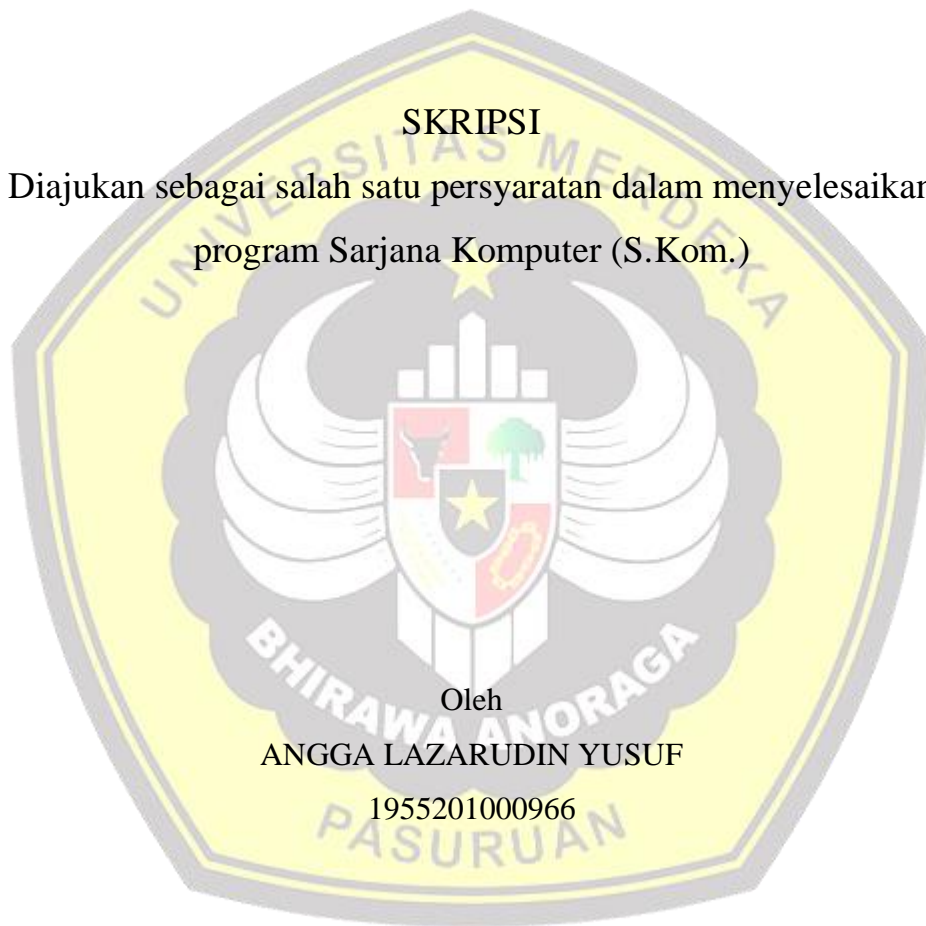 SKRIPSI
Diajukan sebagai salah satu persyaratan dalam menyelesaikan
program Sarjana Komputer (S.Kom.)
UNIVERSITAS MERDEKA
BHIRAWA ANORAGA
Oleh
ANGGA LAZARUDIN YUSUF
1955201000966
PASURUAN